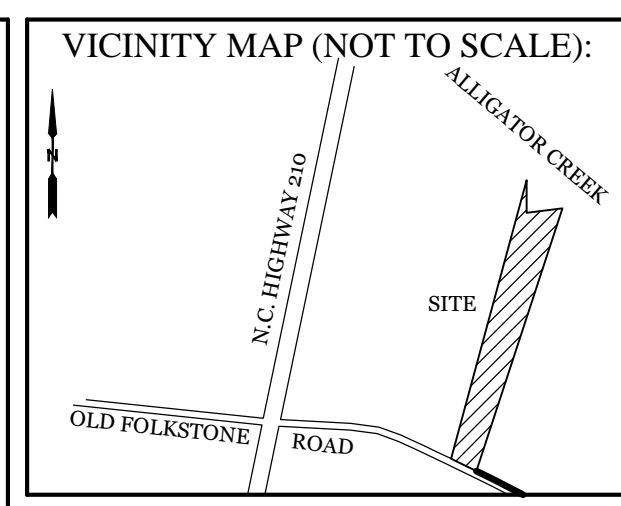 VICINITY MAP (NOT TO SCALE):
ALLIGATOR CREEK
N
N.C. HIGHWAY 210
SITE
OLD FOLKSTONE ROAD